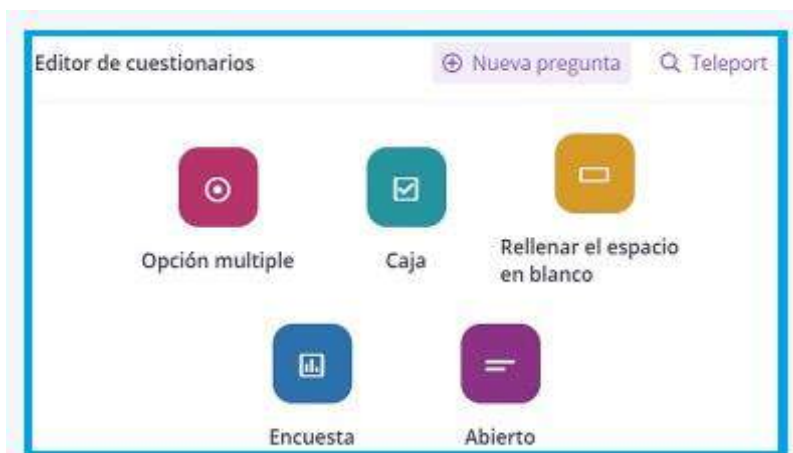 Editor de cuestionarios
Nueva pregunta
Teleport
Opción multiple
Caja
Rellenar el espacio
en blanco
Encuesta
Abierto